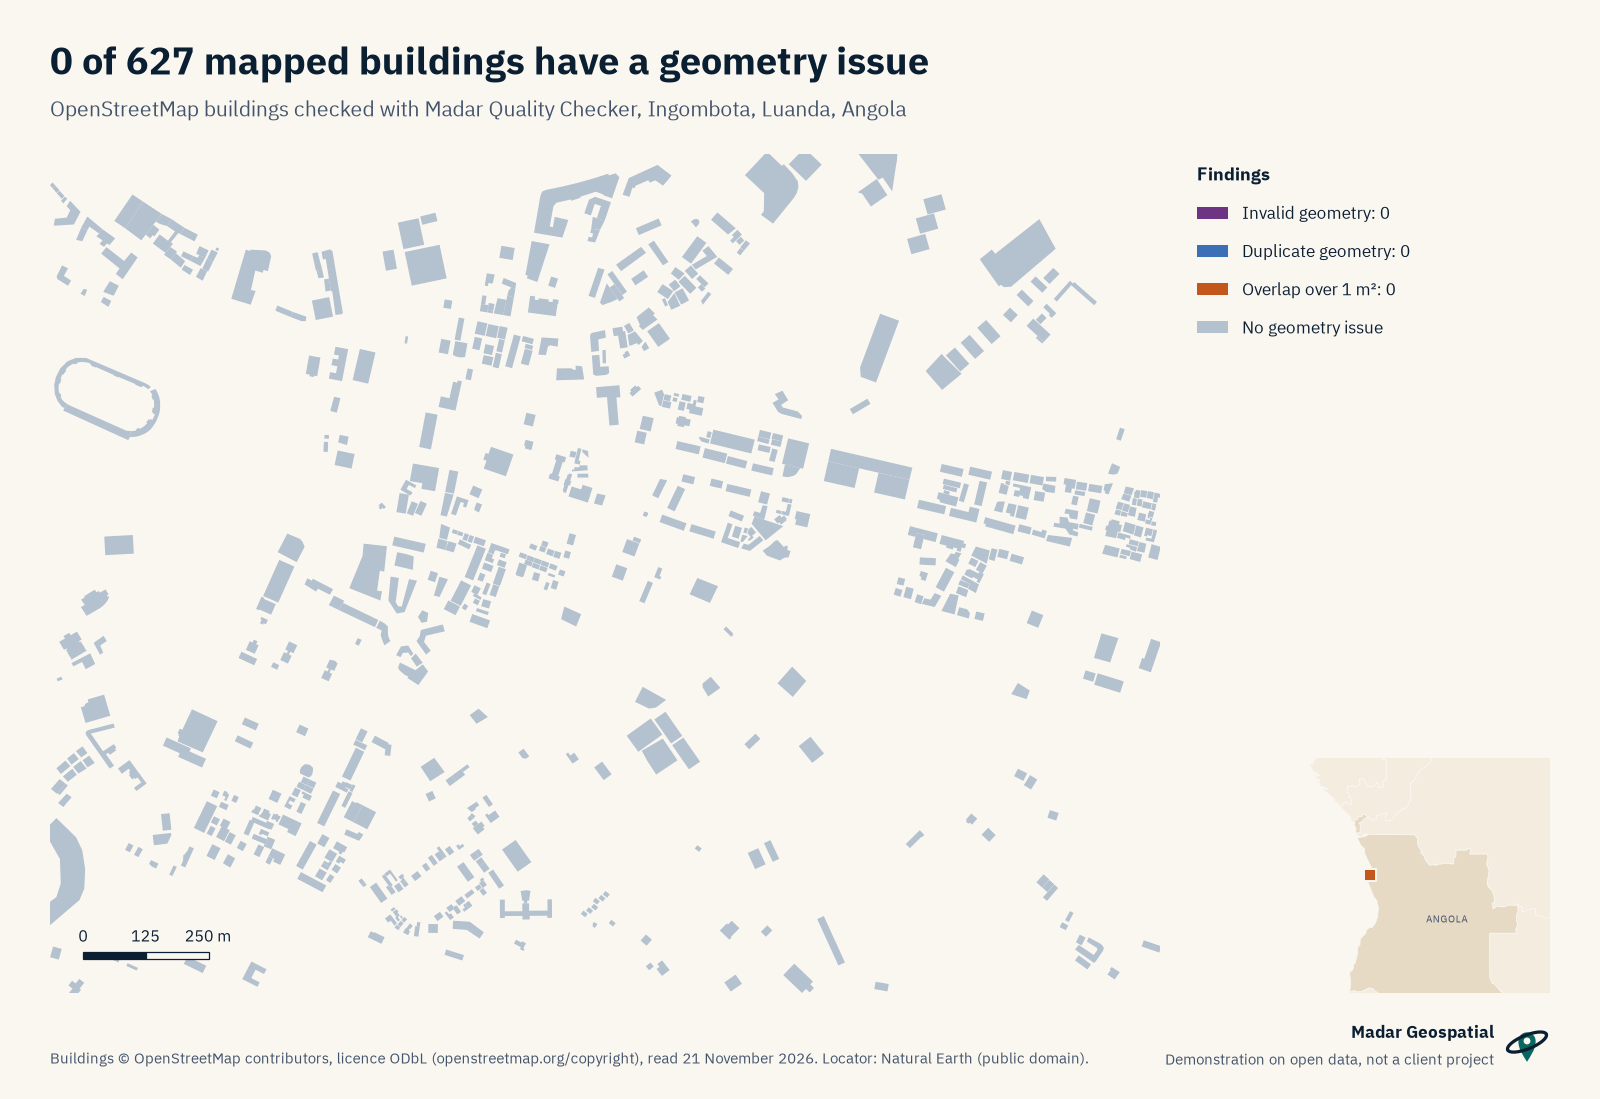 0 of 627 mapped buildings have a geometry issue
OpenStreetMap buildings checked with Madar Quality Checker, Ingombota, Luanda, Angola
Findings
Invalid geometry: 0
Duplicate geometry: 0
Overlap over 1 m²: 0
No geometry issue
ANGOLA
0 125 250 m
Madar Geospatial
Buildings © OpenStreetMap contributors, licence ODbL (openstreetmap.org/copyright), read 21 November 2026. Locator: Natural Earth (public domain).
Demonstration on open data, not a client project